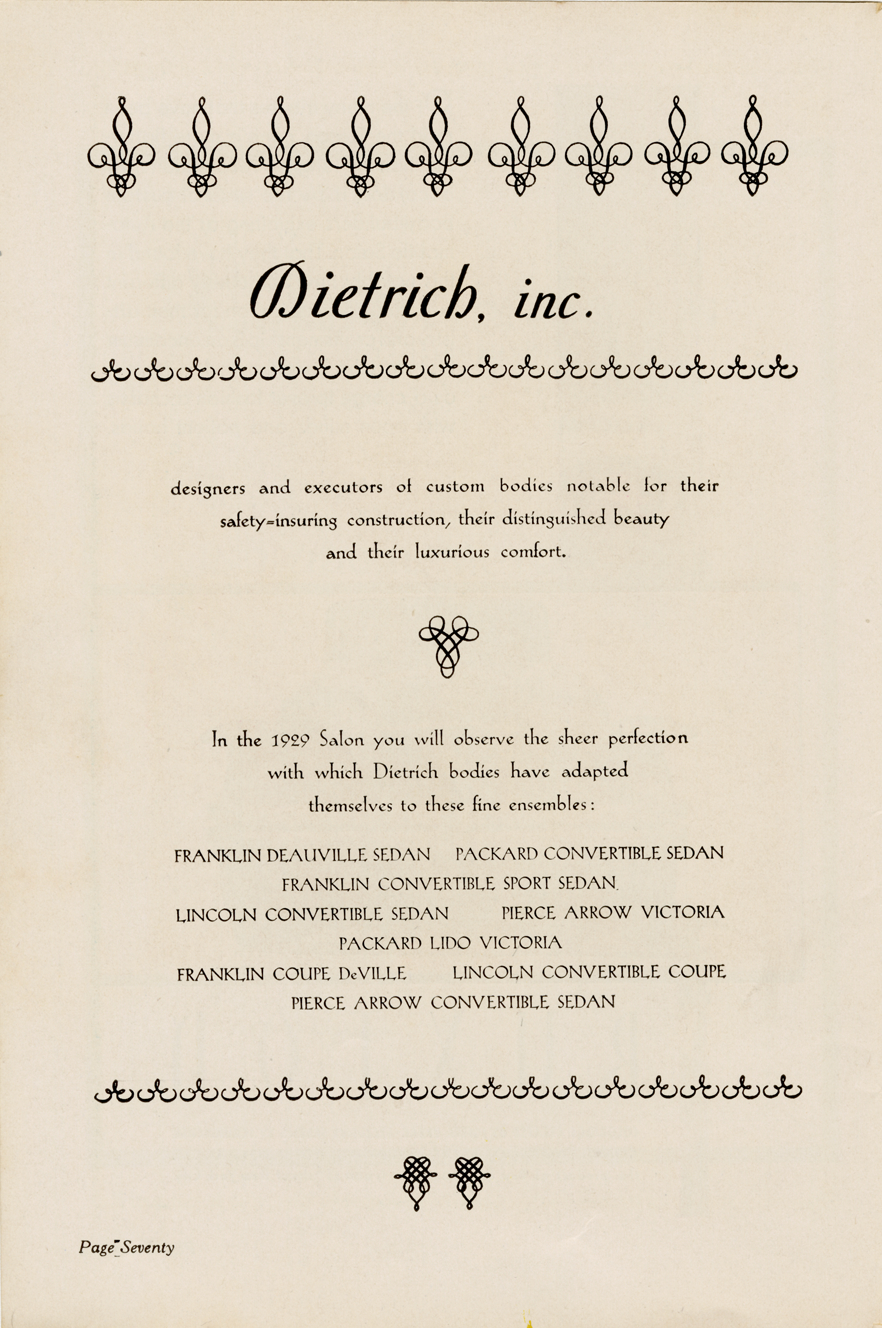 Dietrich, inc.
designers and executors of custom bodies notable for their
safety=insuring construction, their distinguished beauty
and their luxurious comfort.
In the 1929 Salon you will observe the sheer perfection
with which Dietrich bodies have adapted
themselves to these fine ensembles:
FRANKLIN DEAUVILLE SEDAN PACKARD CONVERTIBLE SEDAN
FRANKLIN CONVERTIBLE SPORT SEDAN
LINCOLN CONVERTIBLE SEDAN PIERCE ARROW VICTORIA
PACKARD LIDO VICTORIA
FRANKLIN COUPE DeVILLE LINCOLN CONVERTIBLE COUPE
PIERCE ARROW CONVERTIBLE SEDAN
Page Seventy